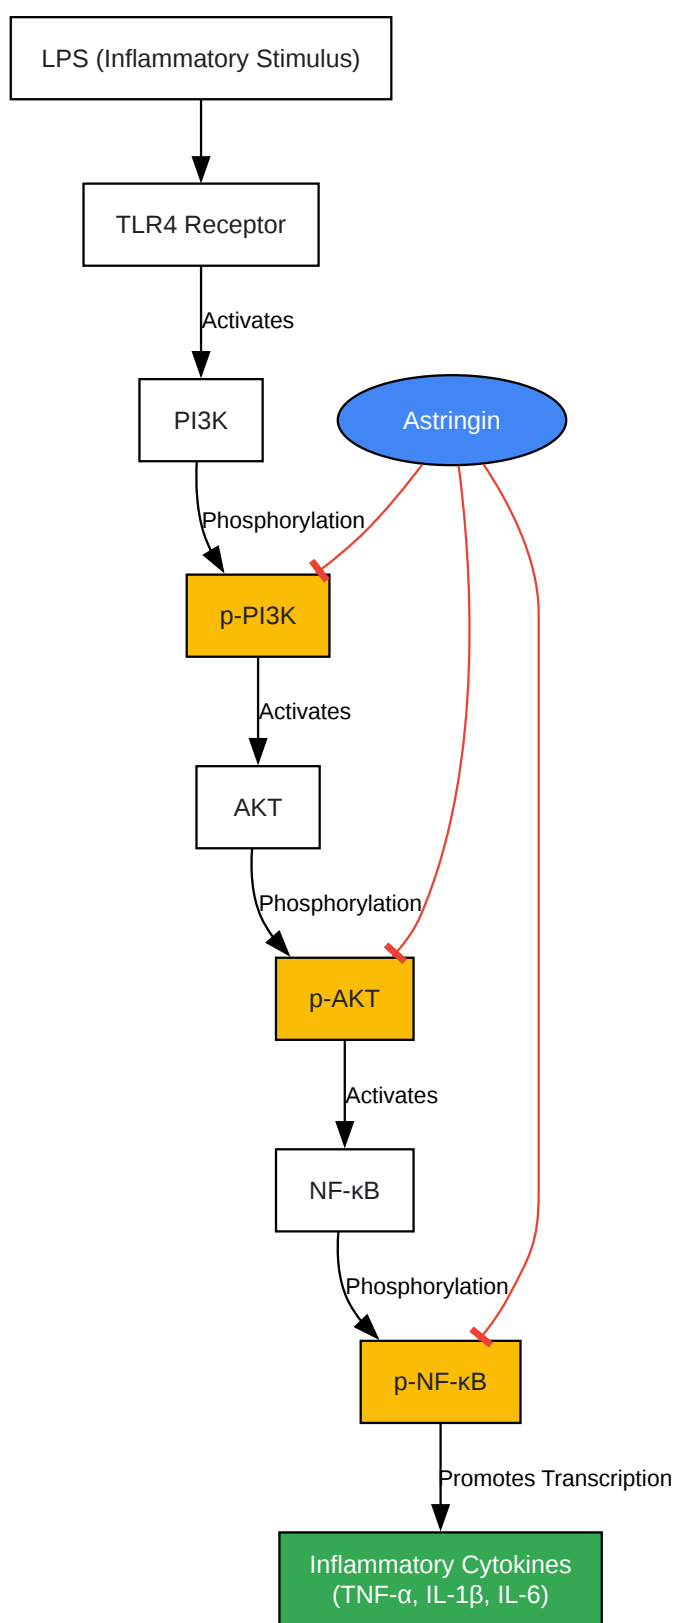 LPS (Inflammatory Stimulus)
TLR4 Receptor
Activates
PI3K
Astringin
Phosphorylation
p-PI3K
Activates
AKT
Phosphorylation
p-AKT
Activates
NF-κB
Phosphorylation
p-NF-κB
Promotes Transcription
Inflammatory Cytokines
(TNF-α, IL-1β, IL-6)